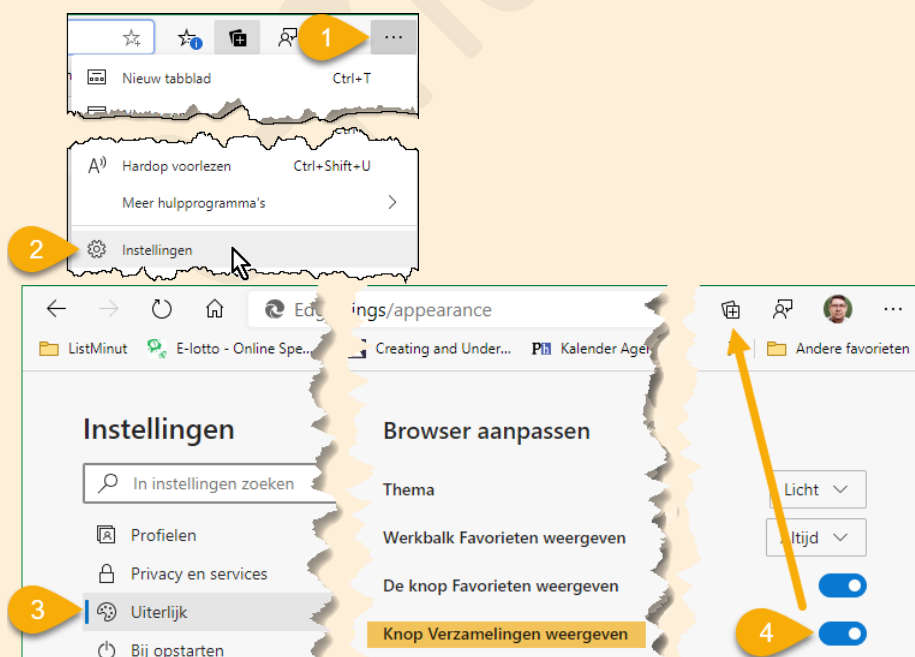 1
Nieuw tabblad Ctrl+T
A Hardop voorlezen Ctrl+Shift+U
Meer hulpprogramma's
2 Instellingen
ings/appearance
ListMinut E-lotto - Online Spe... Creating and Under... Ph Kalender Andere favorieten
Instellingen Browser aanpassen
In instellingen zoeken Thema Licht
Profielen Werkbalk Favorieten weergeven Altijd
Privacy en services De knop Favorieten weergeven
3 Uiterlijk Knop Verzamelingen weergeven 4
Bij opstarten